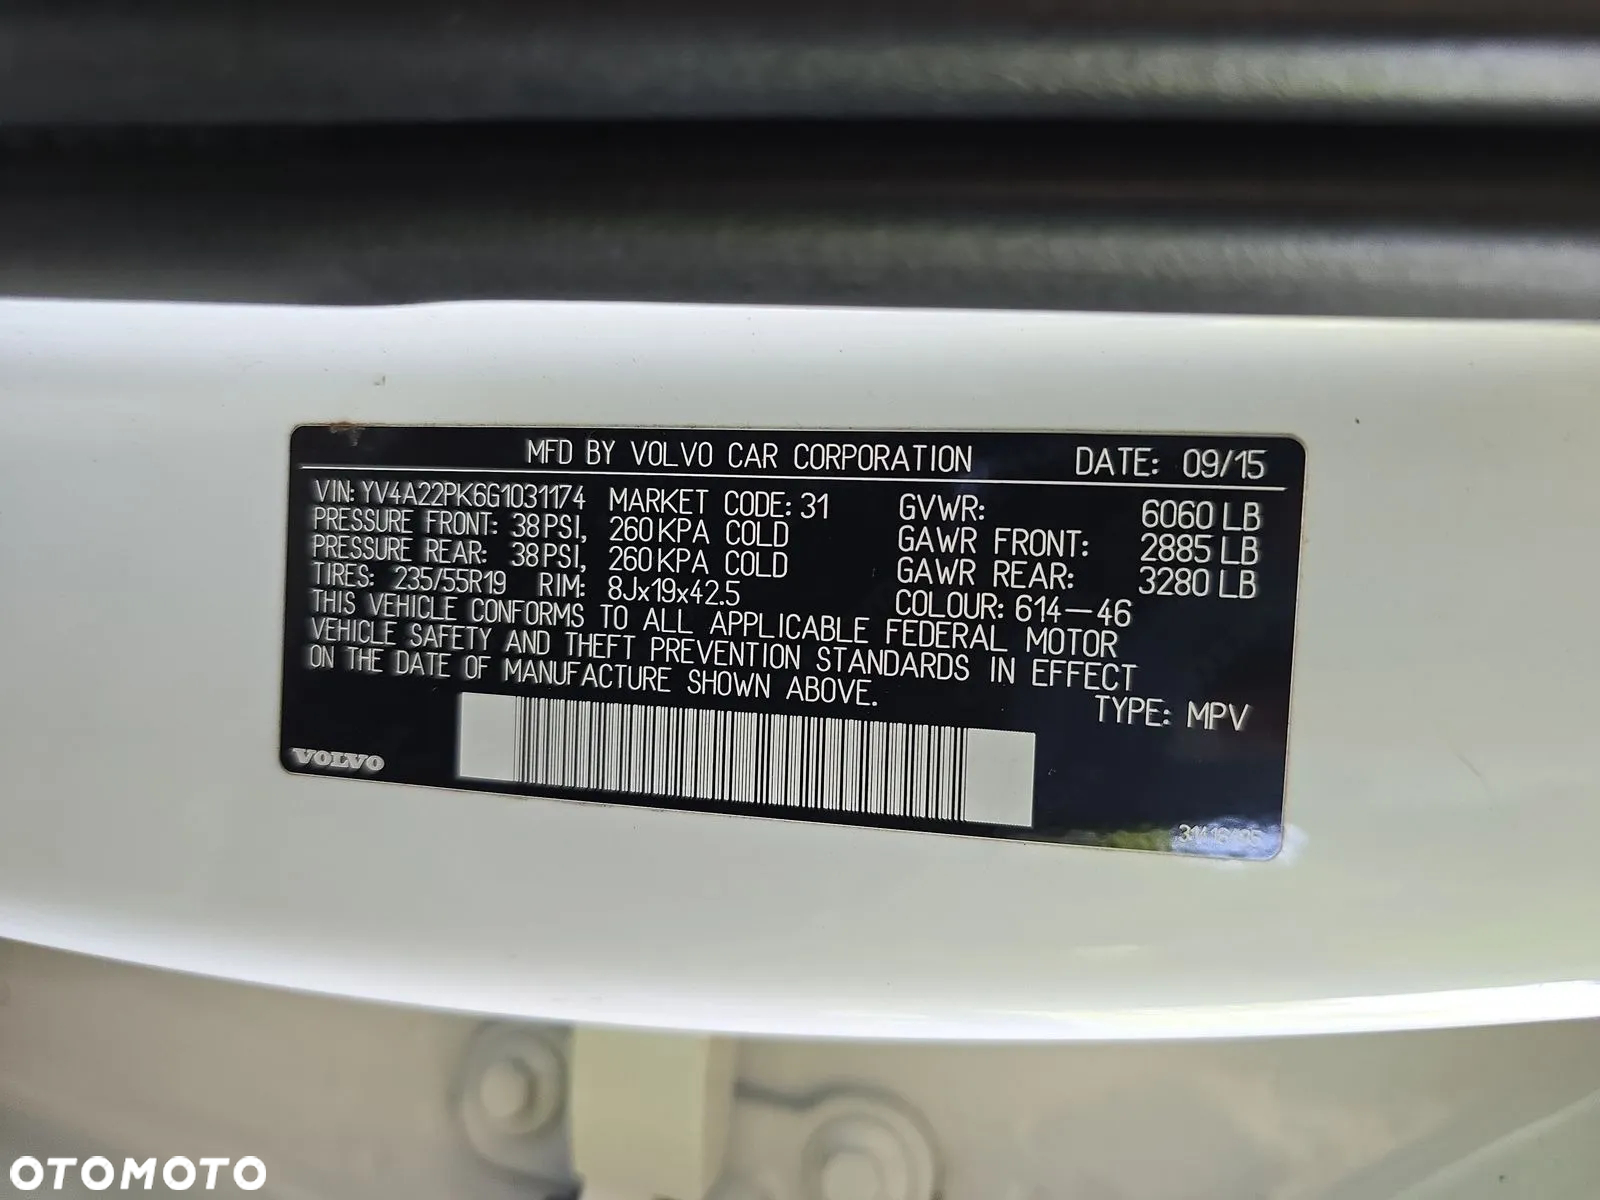 MFD BY VOLVO CAR CORPORATION DATE: 09/15
VIN: YV4A22PK6G1031174 MARKET CODE: 31 GVWR: 6060 LB
PRESSURE FRONT: 38 PSI, 260 KPA COLD GAWR FRONT: 2885 LB
PRESSURE REAR: 38 PSI, 260 KPA COLD GAWR REAR: 3280 LB
TIRES: 235/55R19 RIM: 8Jx19x42.5 COLOUR: 614-46
THIS VEHICLE CONFORMS TO ALL APPLICABLE FEDERAL MOTOR
VEHICLE SAFETY AND THEFT PREVENTION STANDARDS IN EFFECT
ON THE DATE OF MANUFACTURE SHOWN ABOVE.
TYPE: MPV
VOLVO
OTOMOTO